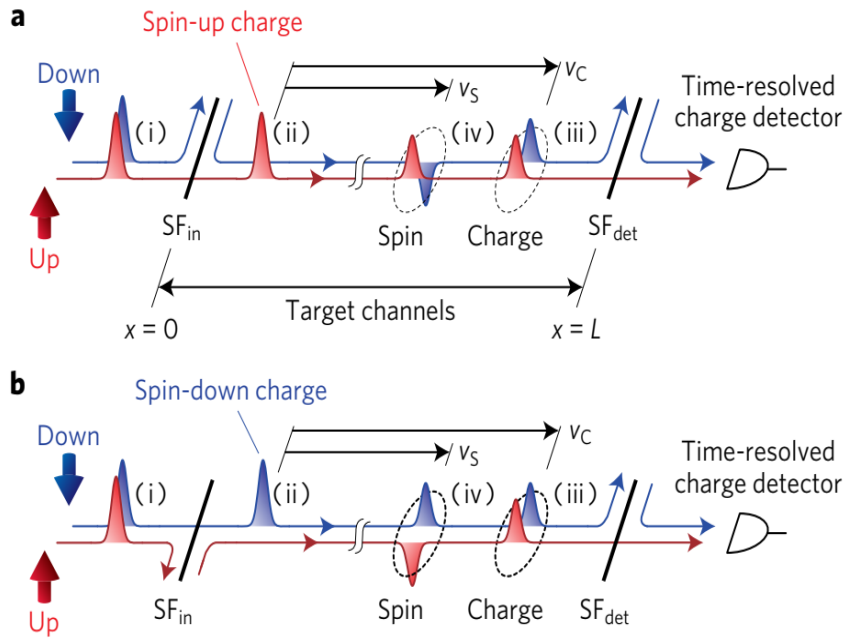 a
Spin-up charge
Down
v_C
v_S
Time-resolved
charge detector
(i)
(ii)
(iv)
(iii)
SF_in
Spin
Charge
SF_det
Up
Target channels
x = 0
x = L
b
Spin-down charge
Down
v_C
v_S
Time-resolved
charge detector
(i)
(ii)
(iv)
(iii)
SF_in
Spin
Charge
SF_det
Up